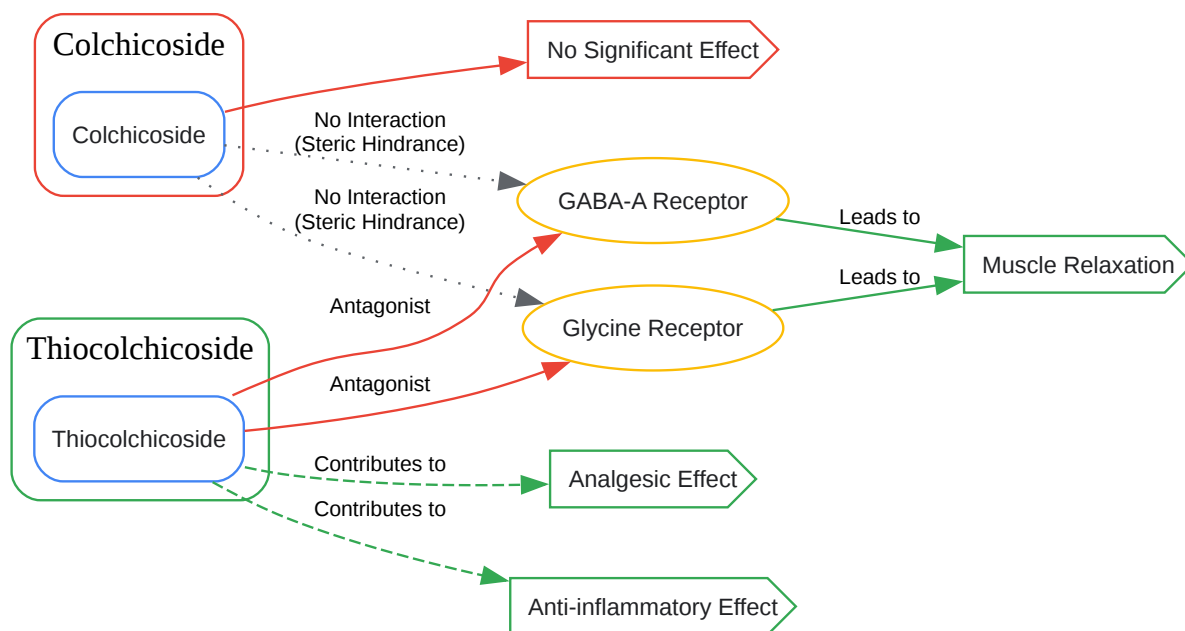 Colchicoside
Colchicoside
No Significant Effect
No Interaction
(Steric Hindrance)
No Interaction
(Steric Hindrance)
GABA-A Receptor
Leads to
Muscle Relaxation
Leads to
Glycine Receptor
Antagonist
Thiocolchicoside
Antagonist
Thiocolchicoside
Contributes to
Analgesic Effect
Contributes to
Anti-inflammatory Effect